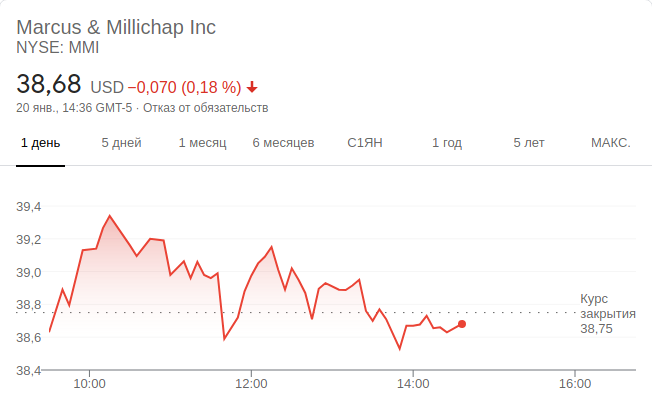 Marcus & Millichap Inc
NYSE: MMI
38,68 USD −0,070 (0,18 %)
20 янв., 14:36 GMT-5 · Отказ от обязательств
1 день 5 дней 1 месяц 6 месяцев С1ЯН 1 год 5 лет МАКС.
39,4
39,2
39,0
38,8
38,6
38,4
Курс
закрытия
38,75
10:00 12:00 14:00 16:00